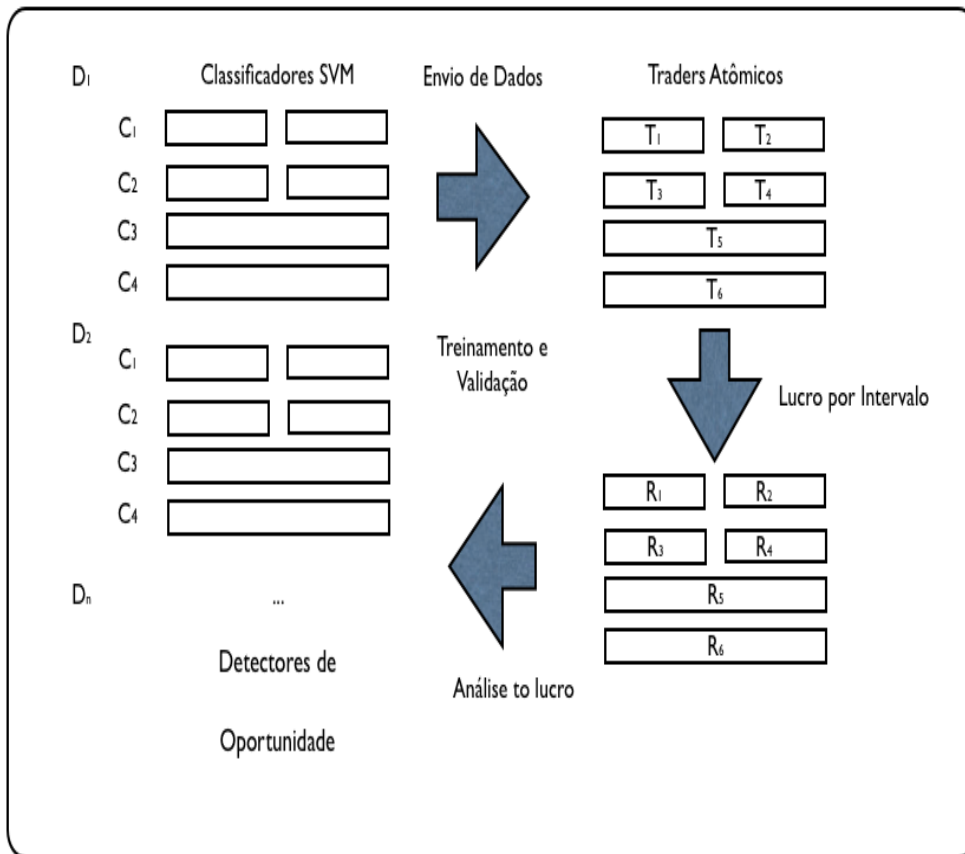 D1
Classificadores SVM
Envio de Dados
Traders Atômicos
C1
T1 T2
C2
T3 T4
C3
T5
C4
T6
D2
C1
Treinamento e
Validação
Lucro por Intervalo
C2
C3
R1 R2
C4
R3 R4
Dn
...
R5
R6
Detectores de
Análise to lucro
Oportunidade